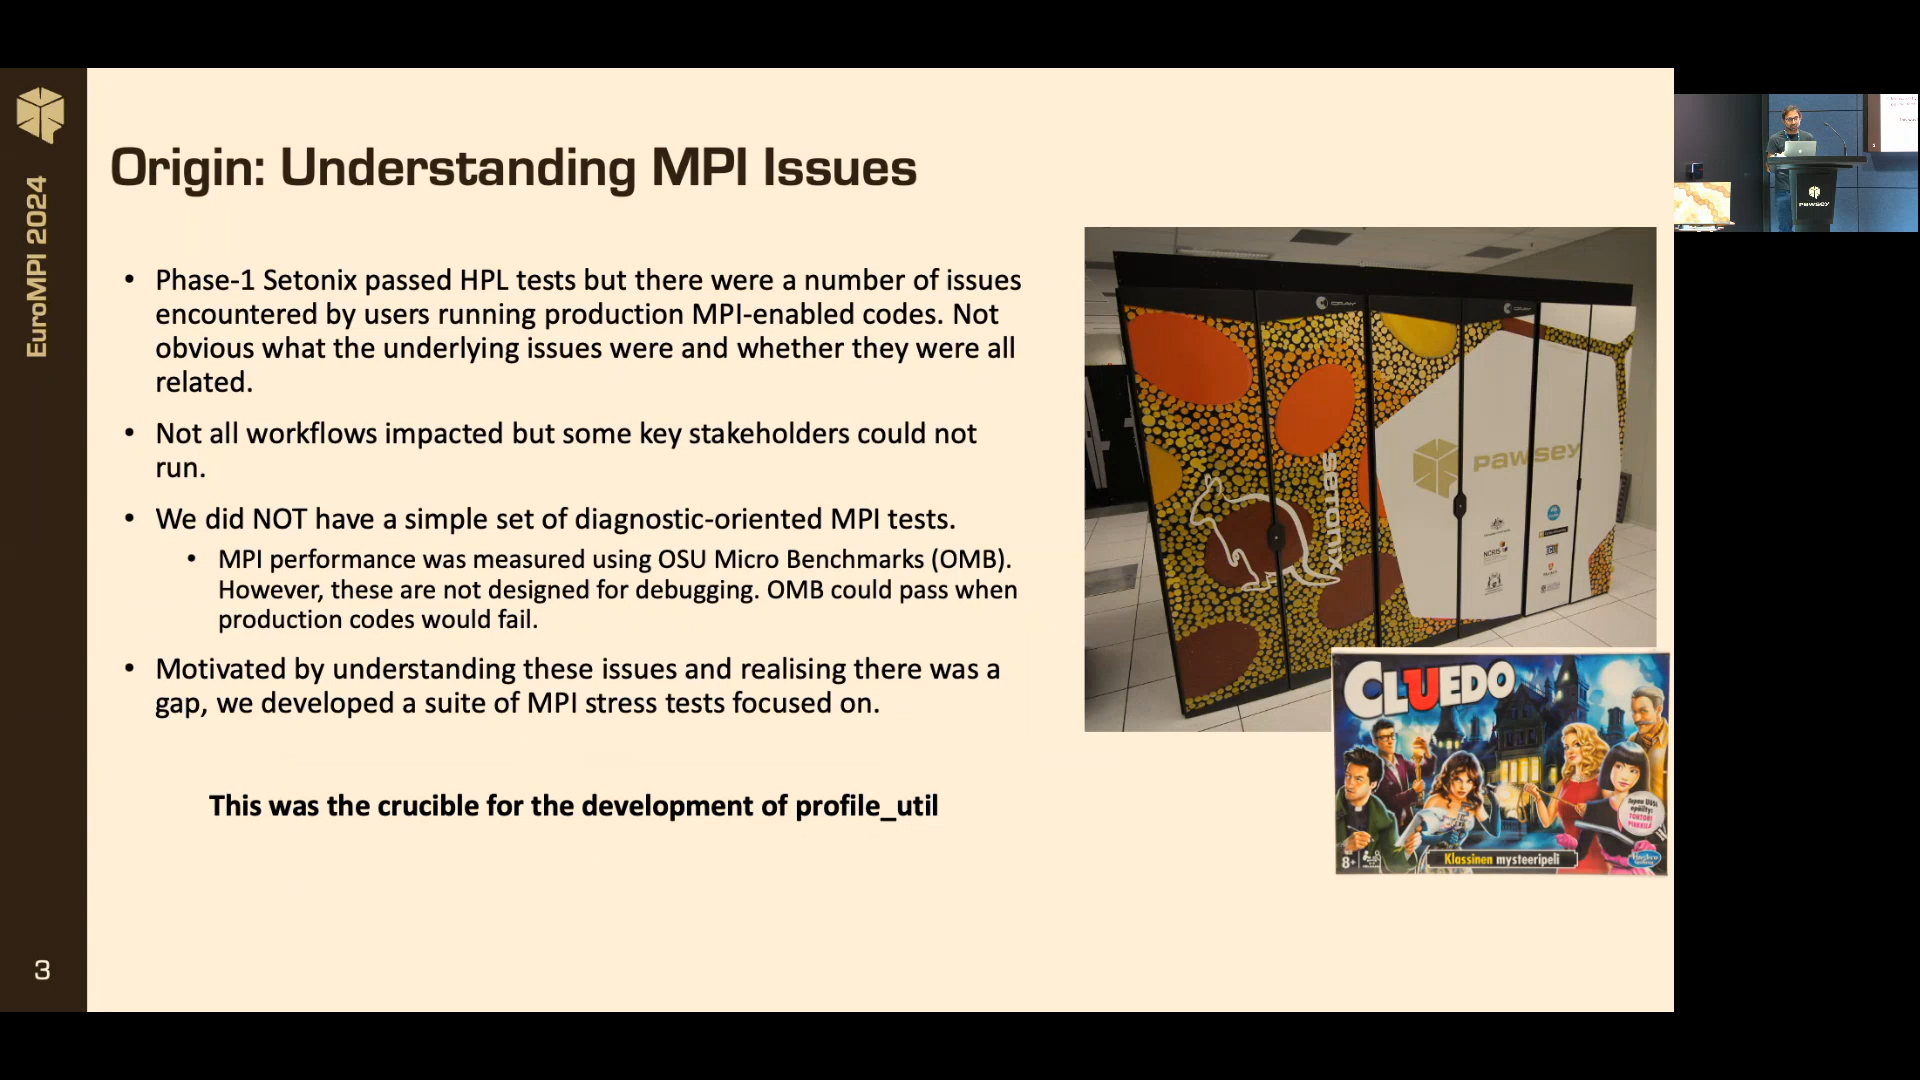 EuroMPI 2024
Origin: Understanding MPI Issues
• Phase-1 Setonix passed HPL tests but there were a number of issues
encountered by users running production MPI-enabled codes. Not
obvious what the underlying issues were and whether they were all
related.
• Not all workflows impacted but some key stakeholders could not
run.
• We did NOT have a simple set of diagnostic-oriented MPI tests.
• MPI performance was measured using OSU Micro Benchmarks (OMB).
However, these are not designed for debugging. OMB could pass when
production codes would fail.
• Motivated by understanding these issues and realising there was a
gap, we developed a suite of MPI stress tests focused on.
This was the crucible for the development of profile_util
3
setonix
pawsey
NCRIS
CLUEDO
TOHTORI
8+
Klassinen mysteeripeli
Hasbro
pawsey